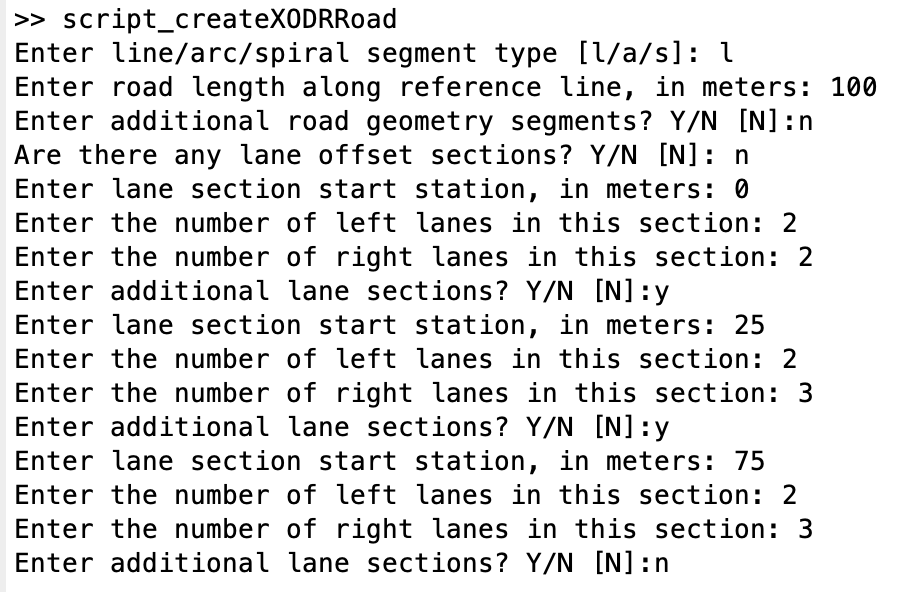 >> script_createXODRRoad
Enter line/arc/spiral segment type [l/a/s]: l
Enter road length along reference line, in meters: 100
Enter additional road geometry segments? Y/N [N]:n
Are there any lane offset sections? Y/N [N]: n
Enter lane section start station, in meters: 0
Enter the number of left lanes in this section: 2
Enter the number of right lanes in this section: 2
Enter additional lane sections? Y/N [N]:y
Enter lane section start station, in meters: 25
Enter the number of left lanes in this section: 2
Enter the number of right lanes in this section: 3
Enter additional lane sections? Y/N [N]:y
Enter lane section start station, in meters: 75
Enter the number of left lanes in this section: 2
Enter the number of right lanes in this section: 3
Enter additional lane sections? Y/N [N]:n